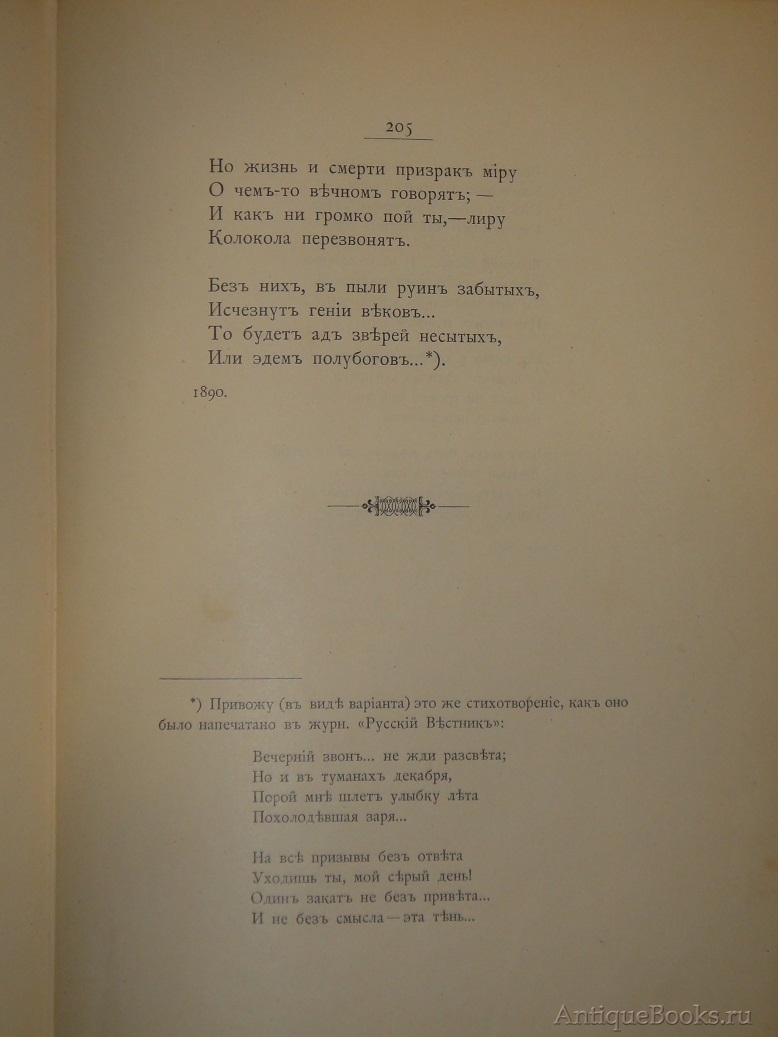 205
Но жизнь и смерти призракъ міру
О чемъ-то вѣчномъ говорятъ; —
И какъ ни громко пой ты,—лиру
Колокола перезвонятъ.
Безъ нихъ, въ пыли руинъ забытыхъ,
Исчезнутъ геніи вѣковъ...
То будетъ адъ звѣрей несытыхъ,
Или эдемъ полубоговъ...*).
1890.
*) Привожу (въ видѣ варіанта) это же стихотвореніе, какъ оно
было напечатано въ журн. «Русскій Вѣстникъ»:
Вечерній звонъ... не жди разсвѣта;
Но и въ туманахъ декабря,
Порой мнѣ шлетъ улыбку лѣта
Похолодѣвшая заря...
На всѣ призывы безъ отвѣта
Уходишь ты, мой сѣрый день!
Одинъ закатъ не безъ привѣта...
И не безъ смысла—эта тѣнь...
AntiqueBooks.ru